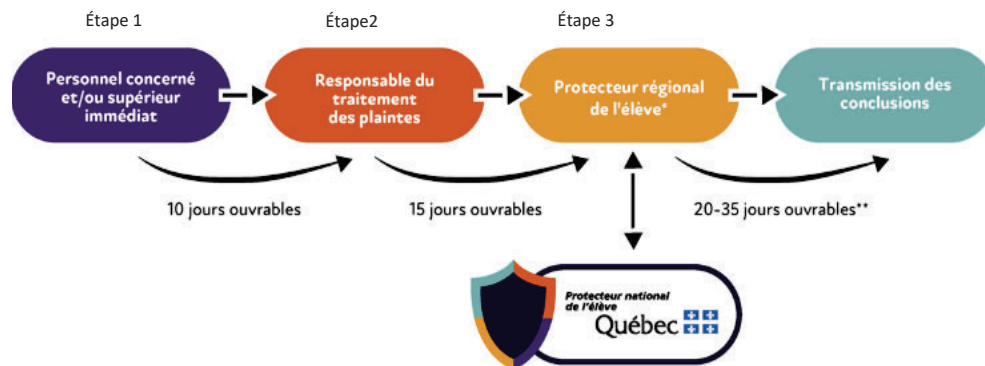 Étape 1
Étape2
Étape 3
Personnel concerné
et/ou supérieur
immédiat
Responsable du
traitement
des plaintes
Protecteur régional
de l'élève*
Transmission des
conclusions
10 jours ouvrables
15 jours ouvrables
20-35 jours ouvrables**
Protecteur national
de l'élève
Québec